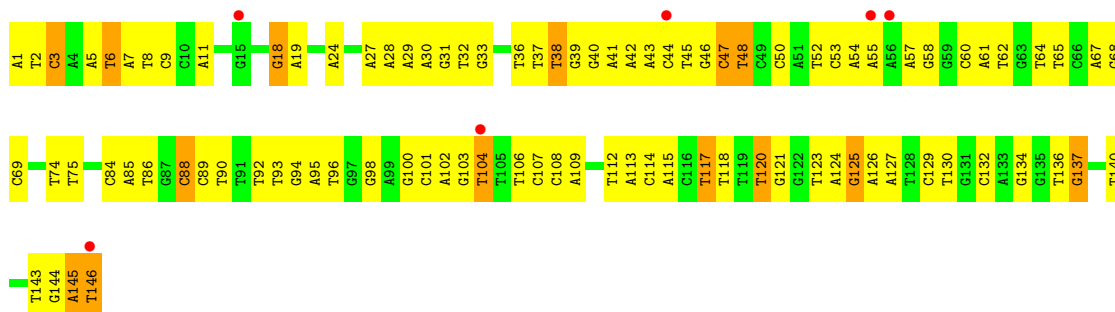 A1 T2 C3 A4 A5 T6 A7 T8 C9 C10 A11 G15 G18 A19 A24 A27 A28 A29 A30 G31 T32 G33 T36 T37 T38 G39 G40 A41 A42 A43 C44 T45 G46 C47 T48 C49 C50 A51 T52 C53 A54 A55 A56 A57 G58 G59 C60 A61 T62 G63 T64 T65 C66 A67
C69 T74 T75 C84 A85 T86 G87 C88 C89 T90 T91 T92 T93 G94 A95 T96 G97 G98 A99 G100 C101 A102 G103 T104 T105 T106 C107 C108 A109 T112 A113 C114 A115 C116 T117 T118 T119 T120 G121 G122 T123 A124 G125 A126 A127 T128 C129 T130 G131 C132 A133 G134 G135 T136 G137
T143 G144 A145 T146